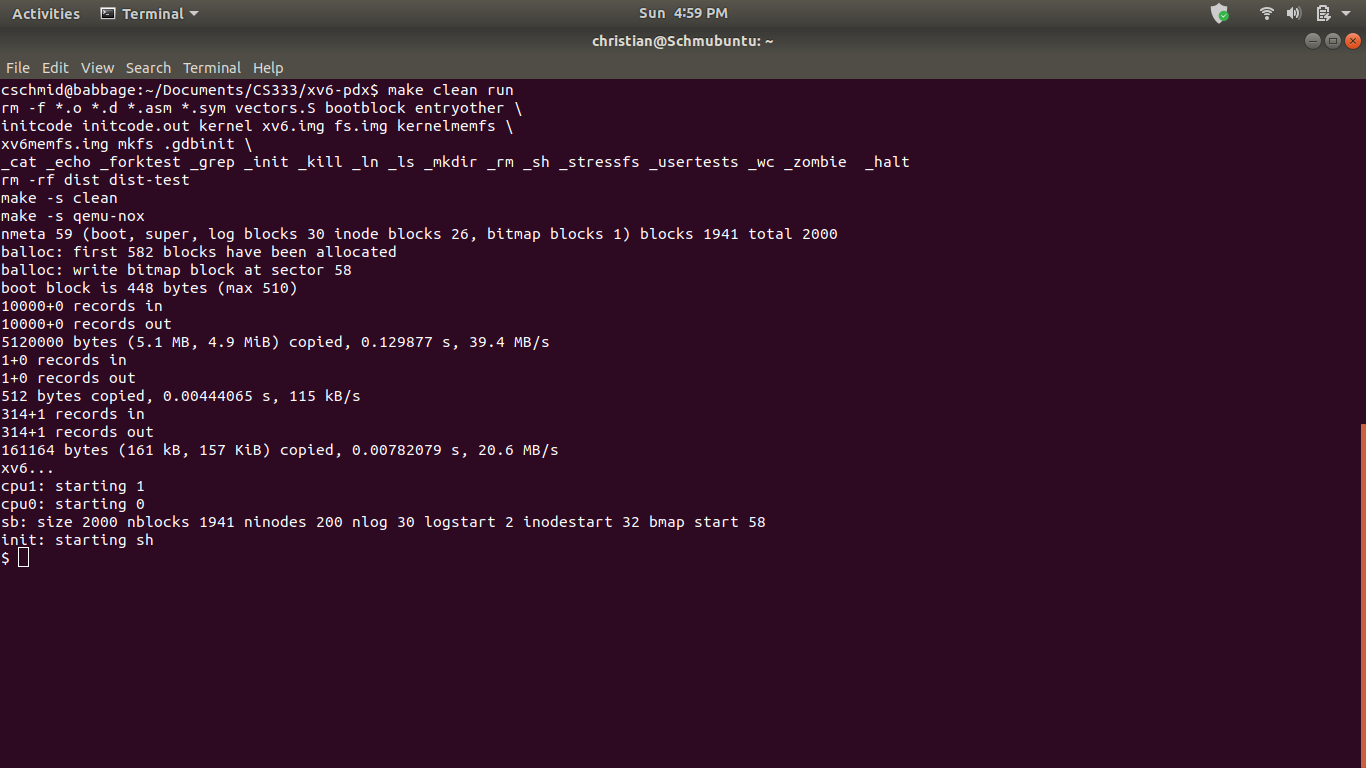 Activities Terminal Sun 4:59 PM
christian@Schmubuntu: ~
File Edit View Search Terminal Help
cschmid@babbage:~/Documents/CS333/xv6-pdx$ make clean run
rm -f *.o *.d *.asm *.sym vectors.S bootblock entryother \
initcode initcode.out kernel xv6.img fs.img kernelmemfs \
xv6memfs.img mkfs .gdbinit \
_cat _echo _forktest _grep _init _kill _ln _ls _mkdir _rm _sh _stressfs _usertests _wc _zombie  _halt
rm -rf dist dist-test
make -s clean
make -s qemu-nox
nmeta 59 (boot, super, log blocks 30 inode blocks 26, bitmap blocks 1) blocks 1941 total 2000
balloc: first 582 blocks have been allocated
balloc: write bitmap block at sector 58
boot block is 448 bytes (max 510)
10000+0 records in
10000+0 records out
5120000 bytes (5.1 MB, 4.9 MiB) copied, 0.129877 s, 39.4 MB/s
1+0 records in
1+0 records out
512 bytes copied, 0.00444065 s, 115 kB/s
314+1 records in
314+1 records out
161164 bytes (161 kB, 157 KiB) copied, 0.00782079 s, 20.6 MB/s
xv6...
cpu1: starting 1
cpu0: starting 0
sb: size 2000 nblocks 1941 ninodes 200 nlog 30 logstart 2 inodestart 32 bmap start 58
init: starting sh
$